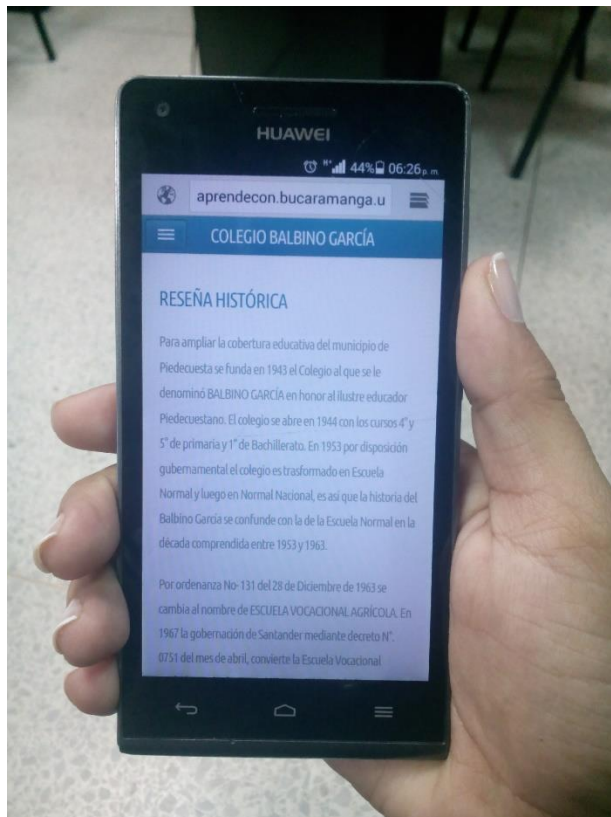 HUAWEI
44% 06:26 p. m.
aprendecon.bucaramanga.u
COLEGIO BALBINO GARCÍA
RESEÑA HISTÓRICA
Para ampliar la cobertura educativa del municipio de
Piedecuesta se funda en 1943 el Colegio al que se le
denominó BALBINO GARCÍA en honor al ilustre educador
Piedecuestano. El colegio se abre en 1944 con los cursos 4° y
5° de primaria y 1° de Bachillerato. En 1953 por disposición
gubernamental el colegio es trasformado en Escuela
Normal y luego en Normal Nacional, es así que la historia del
Balbino García se confunde con la de la Escuela Normal en la
década comprendida entre 1953 y 1963.
Por ordenanza No- 131 del 28 de Diciembre de 1963 se
cambia al nombre de ESCUELA VOCACIONAL AGRÍCOLA. En
1967 la gobernación de Santander mediante decreto N°.
0751 del mes de abril, convierte la Escuela Vocacional